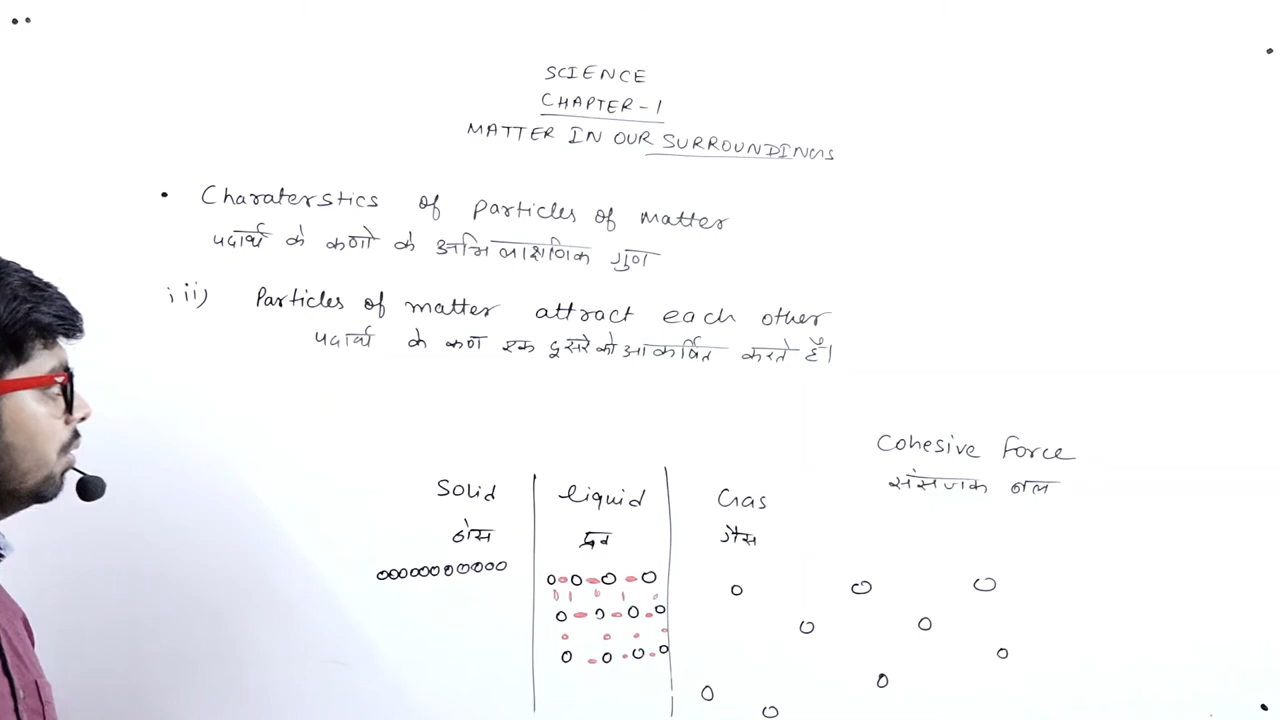 SCIENCE
CHAPTER-1
MATTER IN OUR SURROUNDINGS
• Charaterstics of particles of matter
पदार्थ के कणो के अभिलाक्षणिक गुण
iii) Particles of matter attract each other
पदार्थ के कण एक दूसरे को आकर्षित करते हैं।
Cohesive Force
संसंजक बल
Solid liquid Gas
ठोस द्रव गैस